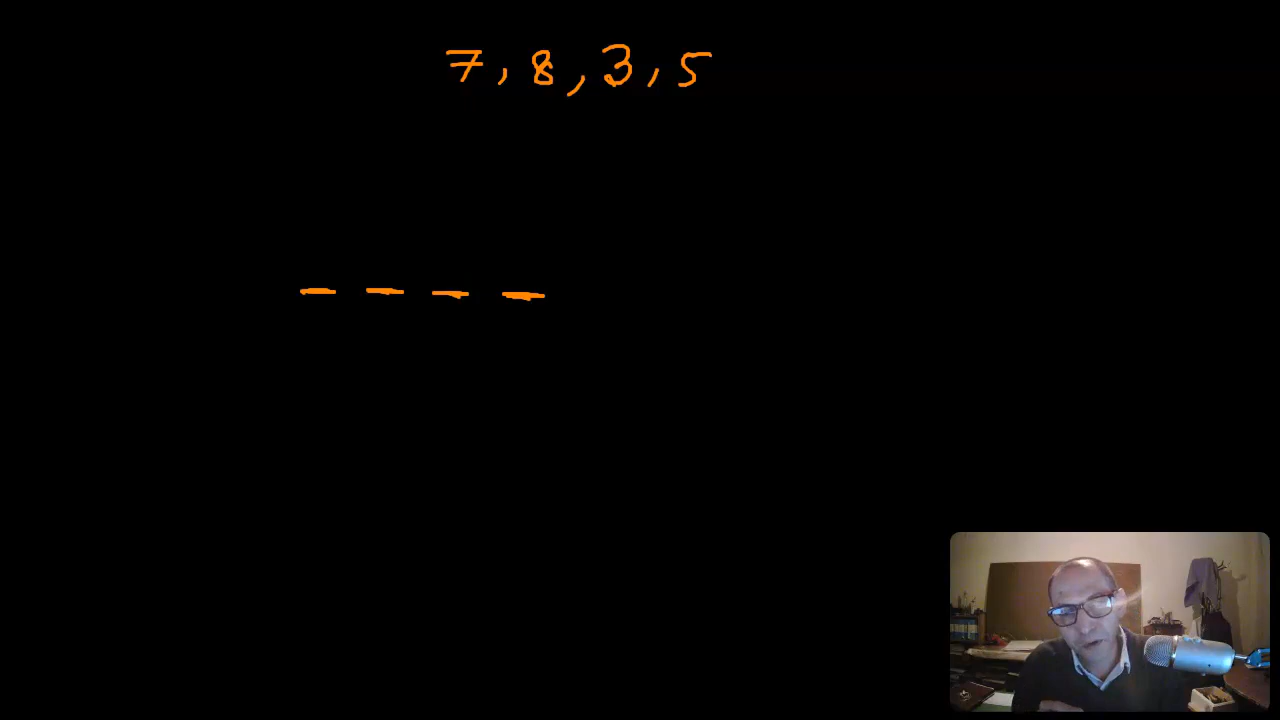 7, 8, 3, 5
_ _ _ _